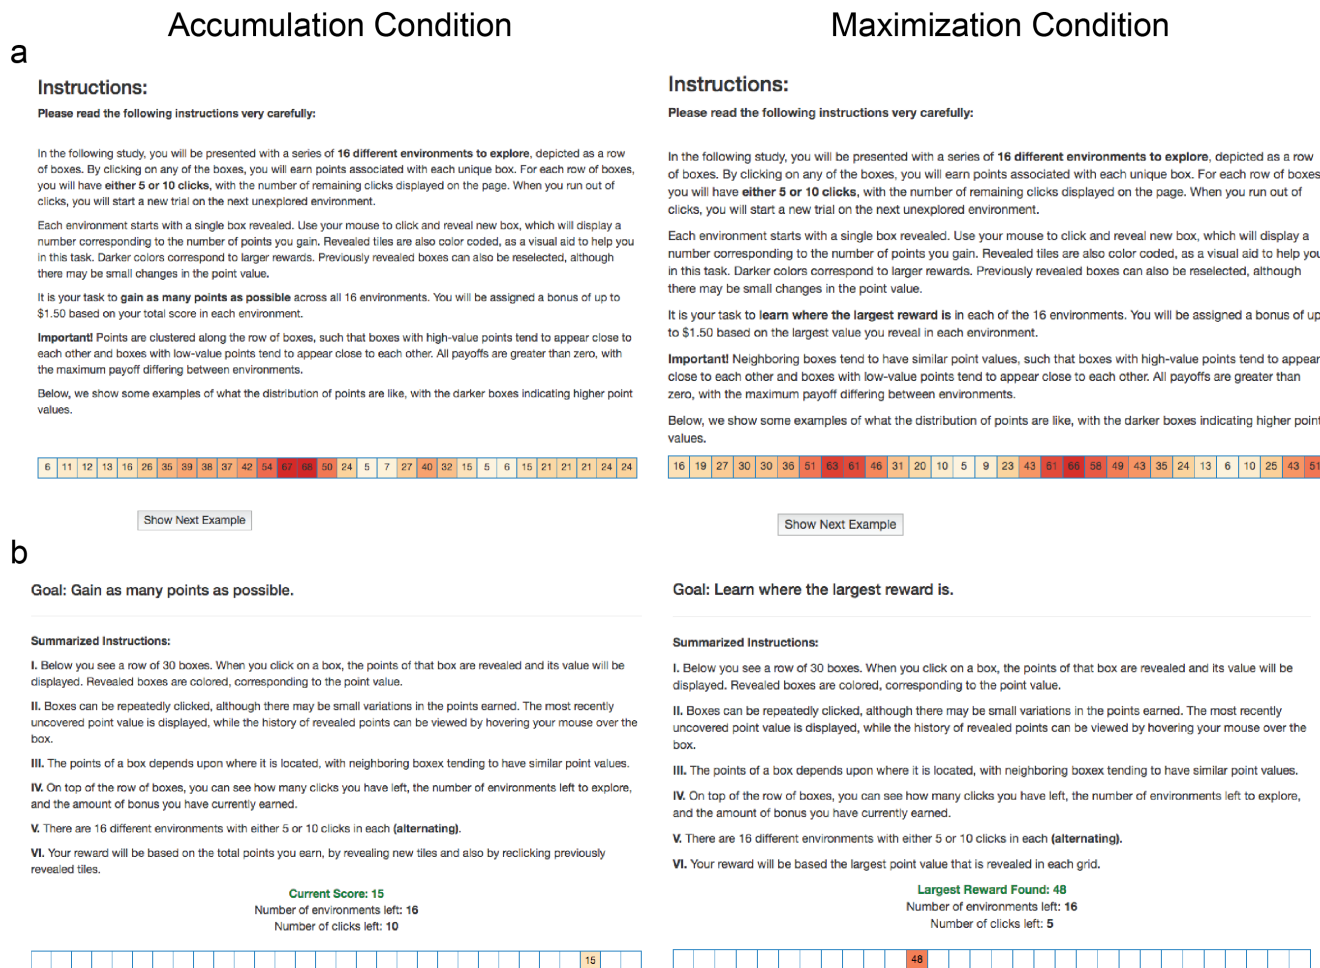 Accumulation Condition
Maximization Condition
a
Instructions:
Please read the following instructions very carefully:
In the following study, you will be presented with a series of 16 different environments to explore, depicted as a row
of boxes. By clicking on any of the boxes, you will earn points associated with each unique box. For each row of boxes,
you will have either 5 or 10 clicks, with the number of remaining clicks displayed on the page. When you run out of
clicks, you will start a new trial on the next unexplored environment.
Each environment starts with a single box revealed. Use your mouse to click and reveal new box, which will display a
number corresponding to the number of points you gain. Revealed tiles are also color coded, as a visual aid to help you
in this task. Darker colors correspond to larger rewards. Previously revealed boxes can also be reselected, although
there may be small changes in the point value.
It is your task to gain as many points as possible across all 16 environments. You will be assigned a bonus of up to
$1.50 based on your total score in each environment.
Important! Points are clustered along the row of boxes, such that boxes with high-value points tend to appear close to
each other and boxes with low-value points tend to appear close to each other. All payoffs are greater than zero, with
the maximum payoff differing between environments.
Below, we show some examples of what the distribution of points are like, with the darker boxes indicating higher point
values.
6 11 12 13 16 26 35 39 38 37 42 54 67 68 50 24 5 7 27 40 32 15 5 6 15 21 21 21 24 24
Show Next Example
Instructions:
Please read the following instructions very carefully:
In the following study, you will be presented with a series of 16 different environments to explore, depicted as a row
of boxes. By clicking on any of the boxes, you will earn points associated with each unique box. For each row of boxes
you will have either 5 or 10 clicks, with the number of remaining clicks displayed on the page. When you run out of
clicks, you will start a new trial on the next unexplored environment.
Each environment starts with a single box revealed. Use your mouse to click and reveal new box, which will display a
number corresponding to the number of points you gain. Revealed tiles are also color coded, as a visual aid to help you
in this task. Darker colors correspond to larger rewards. Previously revealed boxes can also be reselected, although
there may be small changes in the point value.
It is your task to learn where the largest reward is in each of the 16 environments. You will be assigned a bonus of up
to $1.50 based on the largest value you reveal in each environment.
Important! Neighboring boxes tend to have similar point values, such that boxes with high-value points tend to appear
close to each other and boxes with low-value points tend to appear close to each other. All payoffs are greater than
zero, with the maximum payoff differing between environments.
Below, we show some examples of what the distribution of points are like, with the darker boxes indicating higher point
values.
16 19 27 30 30 36 51 63 61 46 31 20 10 5 9 23 43 61 66 58 49 43 35 24 13 6 10 25 43 51
Show Next Example
b
Goal: Gain as many points as possible.
Summarized Instructions:
I. Below you see a row of 30 boxes. When you click on a box, the points of that box are revealed and its value will be
displayed. Revealed boxes are colored, corresponding to the point value.
II. Boxes can be repeatedly clicked, although there may be small variations in the points earned. The most recently
uncovered point value is displayed, while the history of revealed points can be viewed by hovering your mouse over the
box.
III. The points of a box depends upon where it is located, with neighboring boxex tending to have similar point values.
IV. On top of the row of boxes, you can see how many clicks you have left, the number of environments left to explore,
and the amount of bonus you have currently earned.
V. There are 16 different environments with either 5 or 10 clicks in each (alternating).
VI. Your reward will be based on the total points you earn, by revealing new tiles and also by reclicking previously
revealed tiles.
Current Score: 15
Number of environments left: 16
Number of clicks left: 10
15
Goal: Learn where the largest reward is.
Summarized Instructions:
I. Below you see a row of 30 boxes. When you click on a box, the points of that box are revealed and its value will be
displayed. Revealed boxes are colored, corresponding to the point value.
II. Boxes can be repeatedly clicked, although there may be small variations in the points earned. The most recently
uncovered point value is displayed, while the history of revealed points can be viewed by hovering your mouse over the
box.
III. The points of a box depends upon where it is located, with neighboring boxex tending to have similar point values.
IV. On top of the row of boxes, you can see how many clicks you have left, the number of environments left to explore,
and the amount of bonus you have currently earned.
V. There are 16 different environments with either 5 or 10 clicks in each (alternating).
VI. Your reward will be based the largest point value that is revealed in each grid.
Largest Reward Found: 48
Number of environments left: 16
Number of clicks left: 5
48